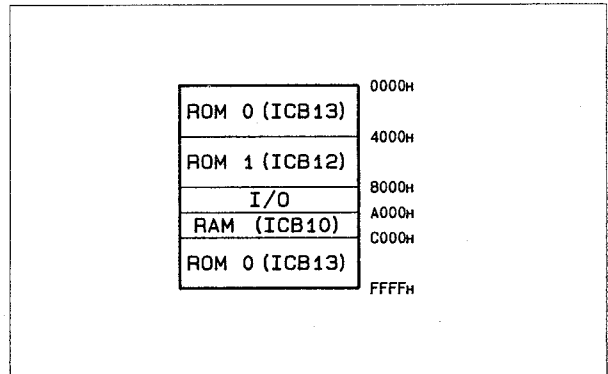 0000H
ROM 0 (ICB13)
4000H
ROM 1 (ICB12)
8000H
I/O
A000H
RAM (ICB10)
C000H
ROM 0 (ICB13)
FFFFH